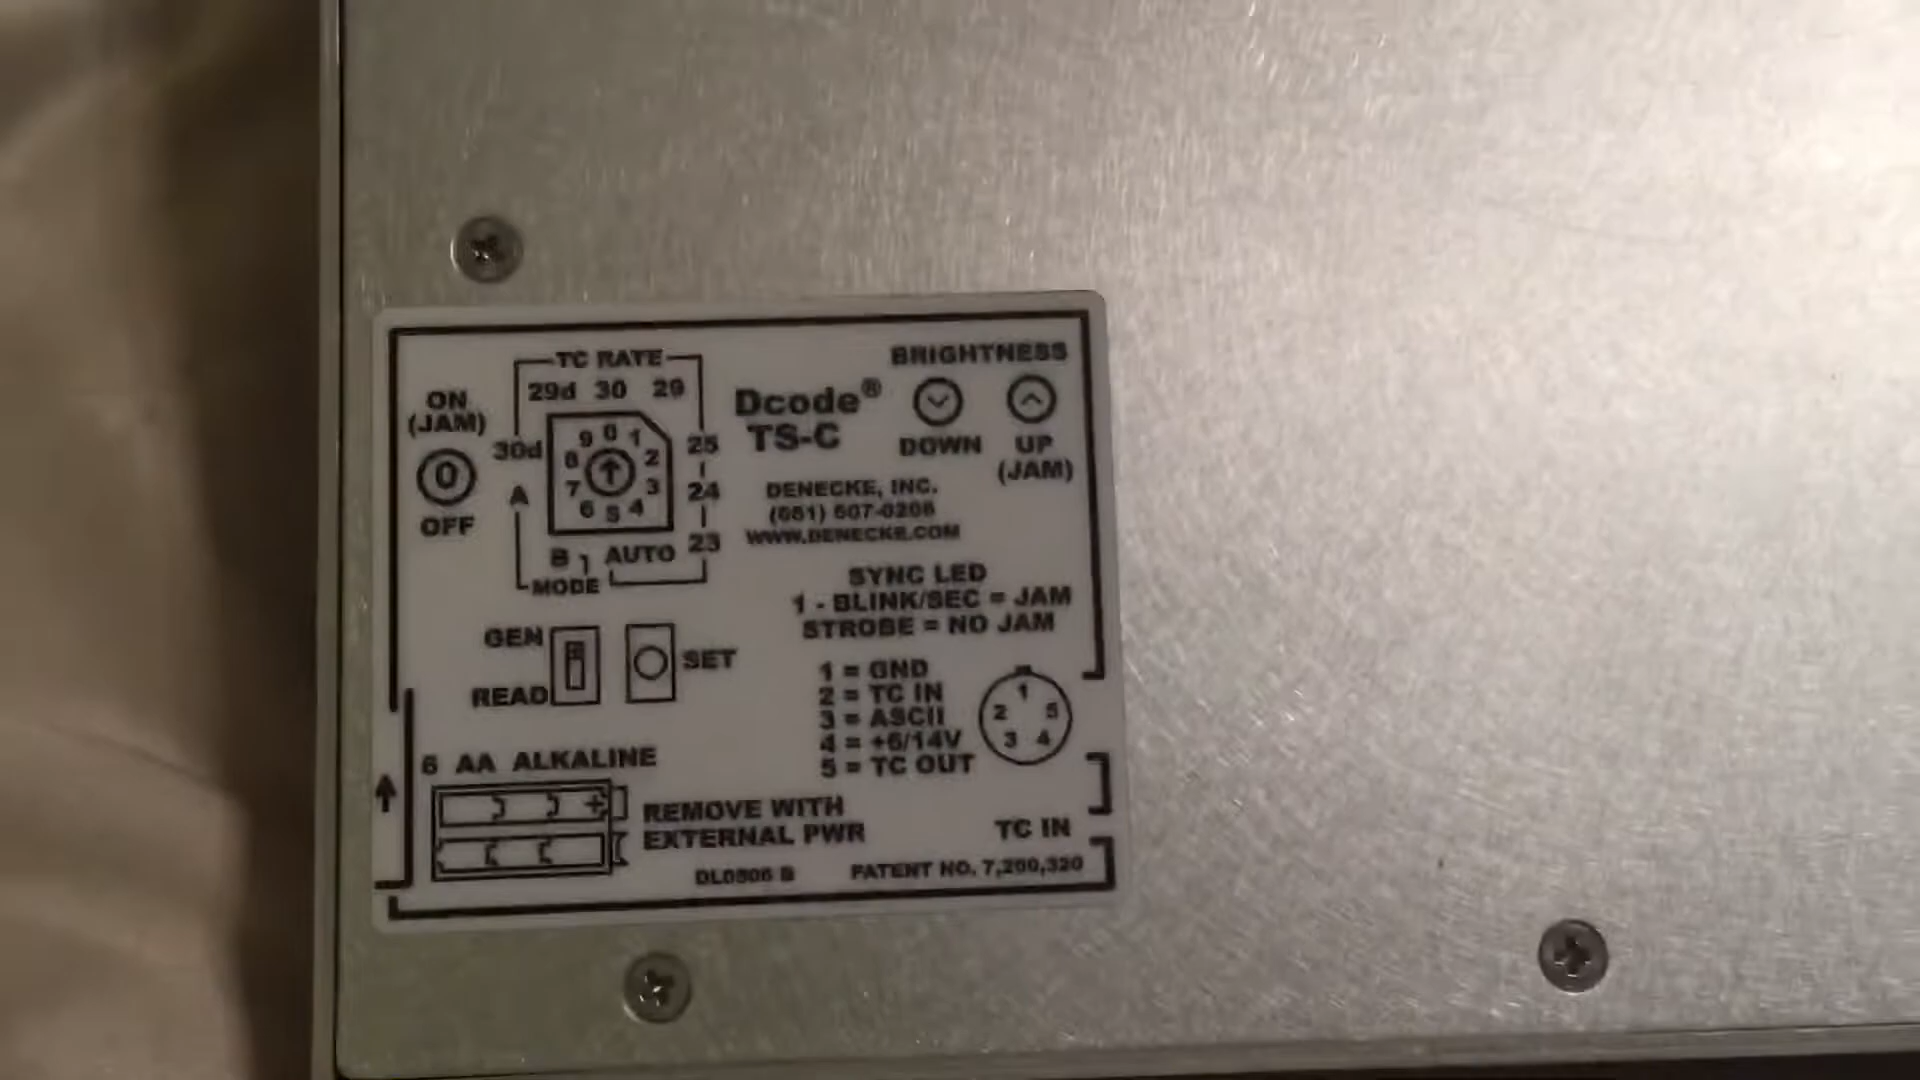 TC RATE
29d 30 29
ON
(JAM)
0
OFF
30d
25
24
23
A
9 0 1
8 2
7 3
6 5 4
B 1 AUTO
MODE
Dcode®
TS-C
BRIGHTNESS
DOWN UP
(JAM)
DENECKE, INC.
WWW.DENECKE.COM
SYNC LED
1 - BLINK/SEC = JAM
STROBE = NO JAM
GEN
READ
SET
1 = GND
2 = TC IN
3 = ASCII
4 = +6/14V
5 = TC OUT
1
2 5
3 4
6 AA ALKALINE
+
REMOVE WITH
EXTERNAL PWR
TC IN
PATENT NO. 7,200,320